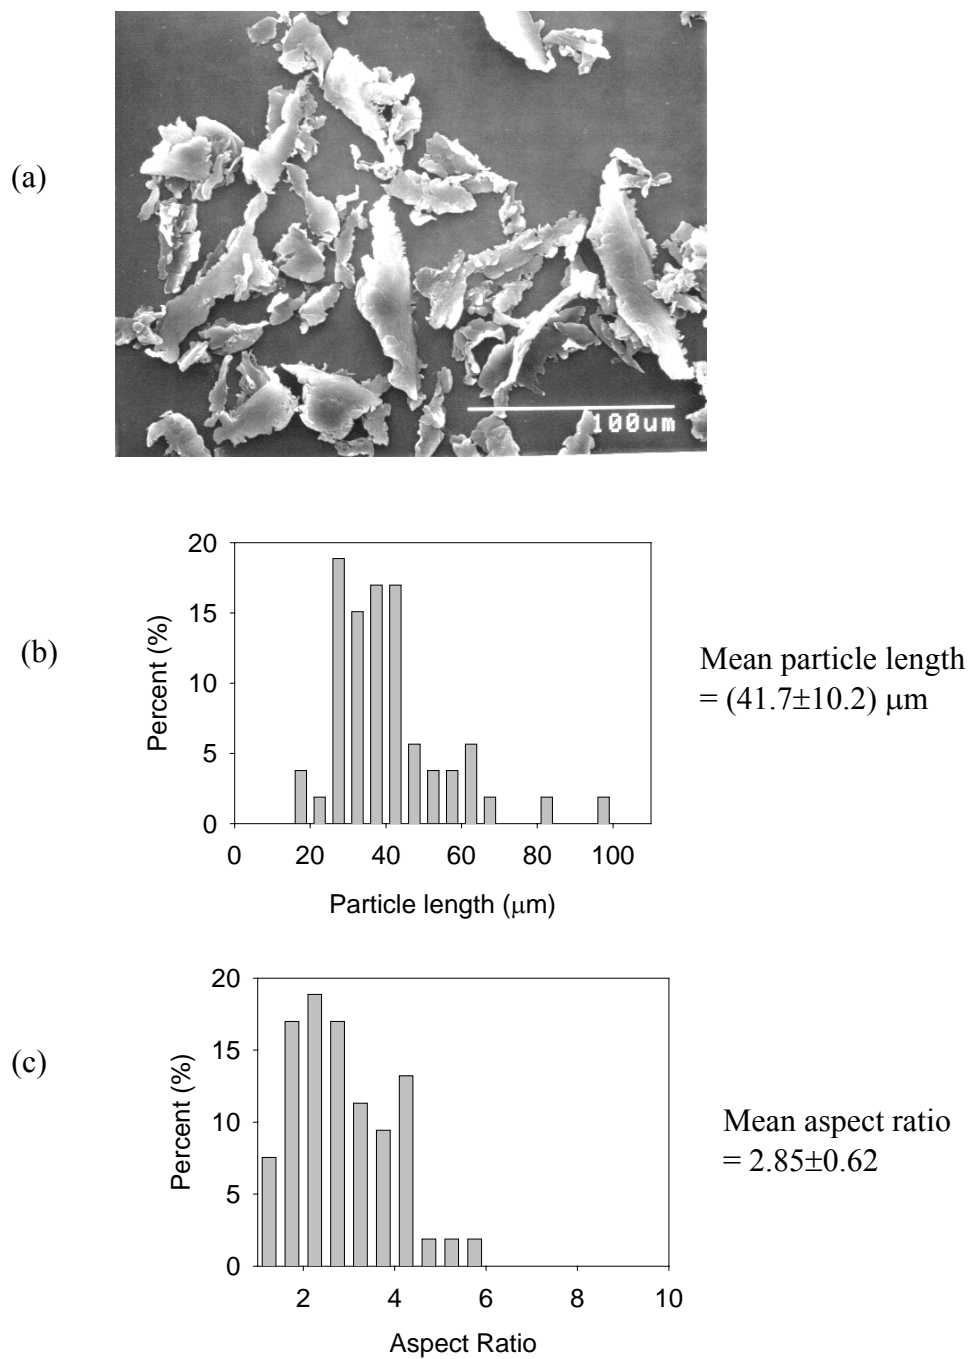 (a)
100um
(b)
20
15
10
5
0
Percent (%)
0 20 40 60 80 100
Particle length (μm)
Mean particle length
= (41.7±10.2) μm
(c)
20
15
10
5
0
Percent (%)
2 4 6 8 10
Aspect Ratio
Mean aspect ratio
= 2.85±0.62